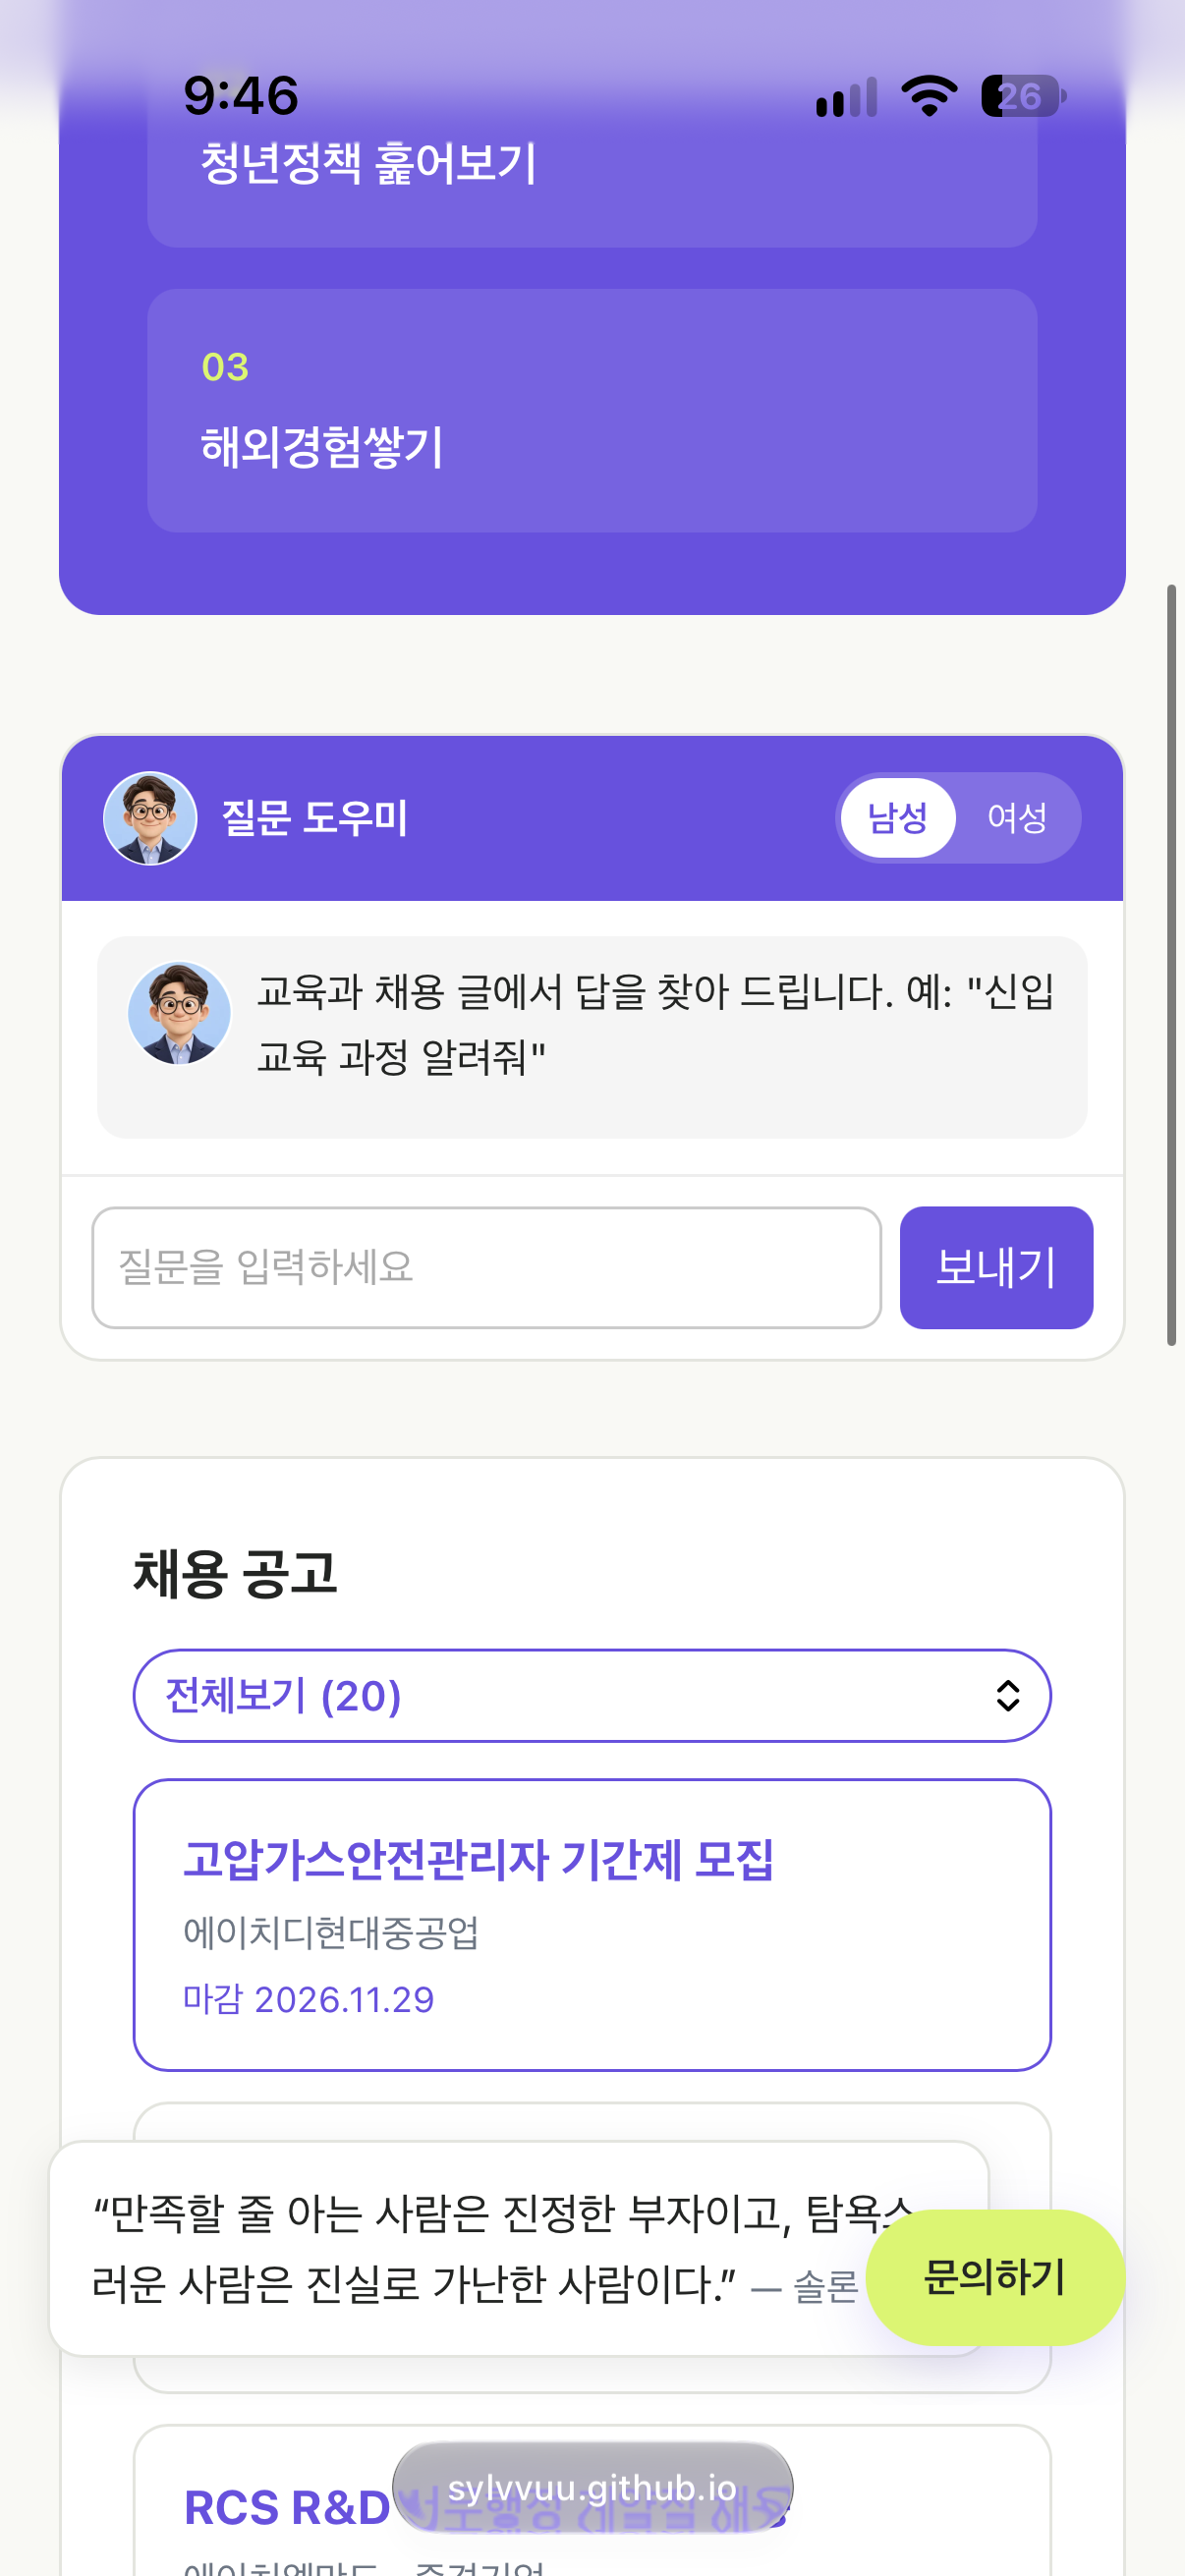 9:46
26
청년정책 훑어보기
03
해외경험쌓기
질문 도우미
남성 여성
교육과 채용 글에서 답을 찾아 드립니다. 예: "신입
교육 과정 알려줘"
질문을 입력하세요
보내기
채용 공고
전체보기 (20)
고압가스안전관리자 기간제 모집
에이치디현대중공업
마감 2026.11.29
“만족할 줄 아는 사람은 진정한 부자이고, 탐욕스
러운 사람은 진실로 가난한 사람이다.” — 솔론
문의하기
RCS R&D
sylvvuu.github.io